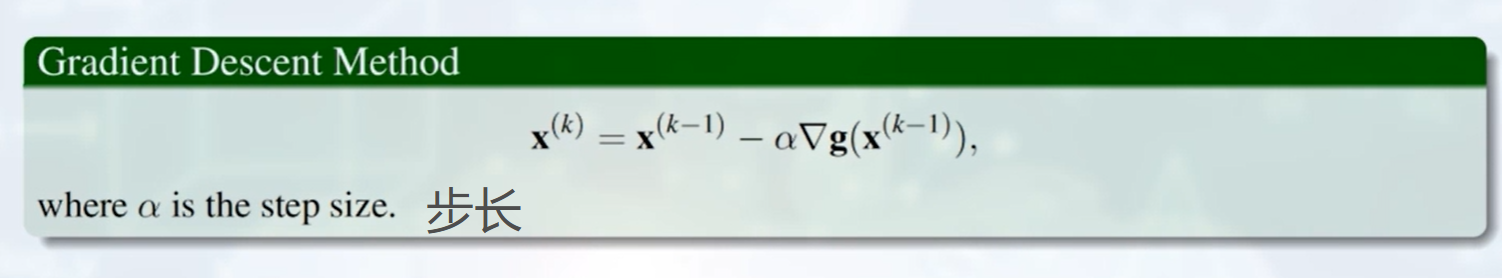 Gradient Descent Method
x^(k) = x^(k−1) − α∇g(x^(k−1)),
where α is the step size. 步长